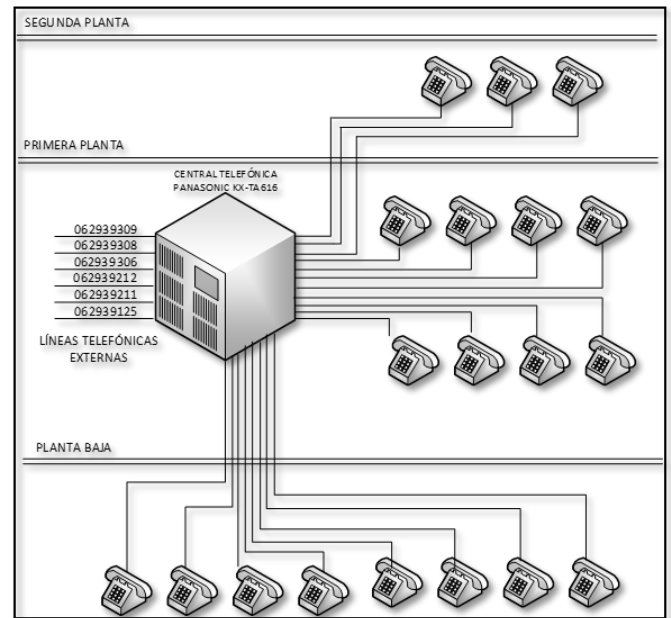 SEGUNDA PLANTA
PRIMERA PLANTA
CENTRAL TELEFÓNICA
PANASONIC KX-TA616
062939309
062939308
062939306
062939212
062939211
062939125
LÍNEAS TELEFÓNICAS
EXTERNAS
PLANTA BAJA